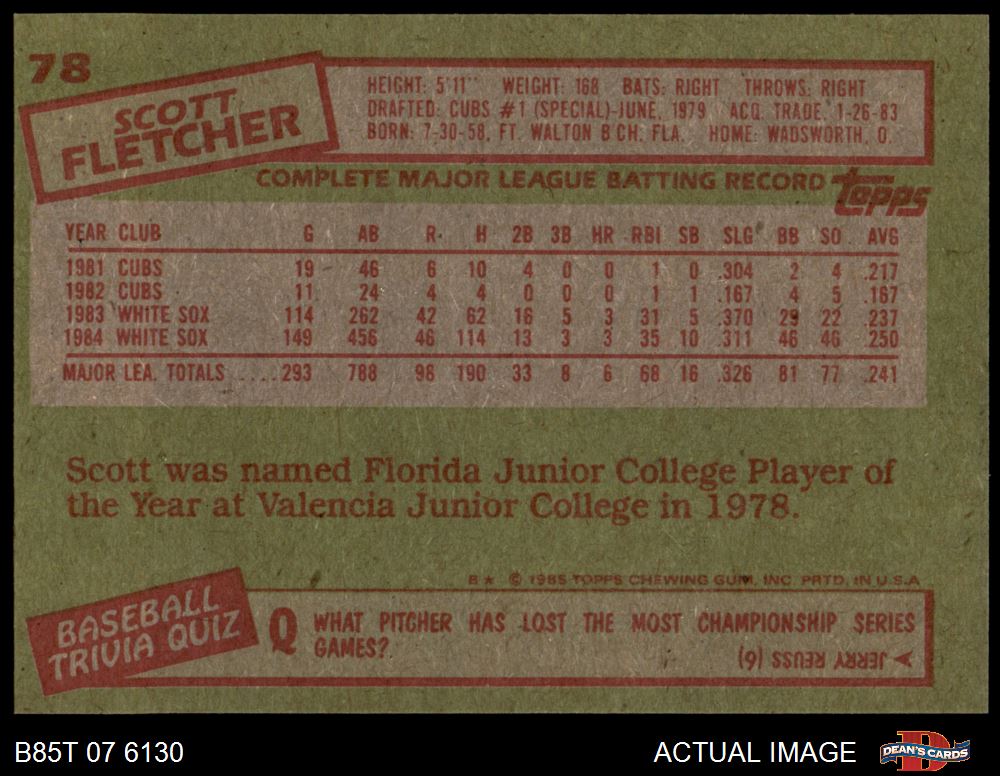 78
SCOTT
FLETCHER
HEIGHT: 5'11" WEIGHT: 168 BATS: RIGHT THROWS: RIGHT
DRAFTED: CUBS #1 (SPECIAL)-JUNE, 1979 ACQ. TRADE, 1-26-83
BORN: 7-30-58, FT. WALTON BCH. FLA. HOME: WADSWORTH, O.
COMPLETE MAJOR LEAGUE BATTING RECORD topps
YEAR CLUB G AB R H 2B 3B HR RBI SB SLG BB SO AVG
1981 CUBS 19 46 6 10 4 0 0 1 0 .304 2 4 .217
1982 CUBS 11 24 4 4 0 0 0 1 1 .167 4 5 .167
1983 WHITE SOX 114 262 42 62 16 5 3 31 5 .370 29 22 .237
1984 WHITE SOX 149 456 46 114 13 3 3 35 10 .311 46 46 .250
MAJOR LEA. TOTALS .....293 788 98 190 33 8 6 68 16 .326 81 77 .241
Scott was named Florida Junior College Player of
the Year at Valencia Junior College in 1978.
B★ © 1985 TOPPS CHEWING GUM, INC. PRTD. IN U.S.A
BASEBALL
TRIVIA QUIZ
Q WHAT PITCHER HAS LOST THE MOST CHAMPIONSHIP SERIES
GAMES?
JERRY REUSS (6)
B85T 07 6130
ACTUAL IMAGE
DEAN'S CARDS